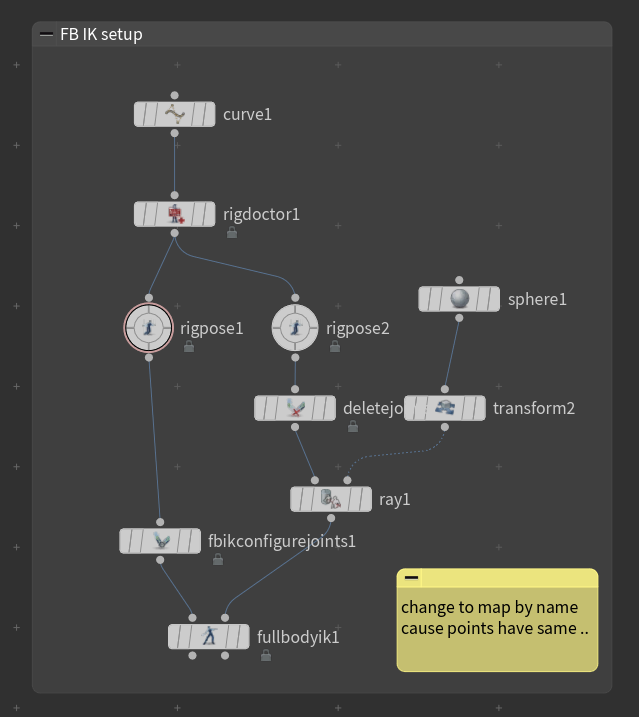 FB IK setup
curve1
rigdoctor1
sphere1
rigpose1
rigpose2
deletejo
transform2
ray1
fbikconfigurejoints1
change to map by name
cause points have same ..
fullbodyik1